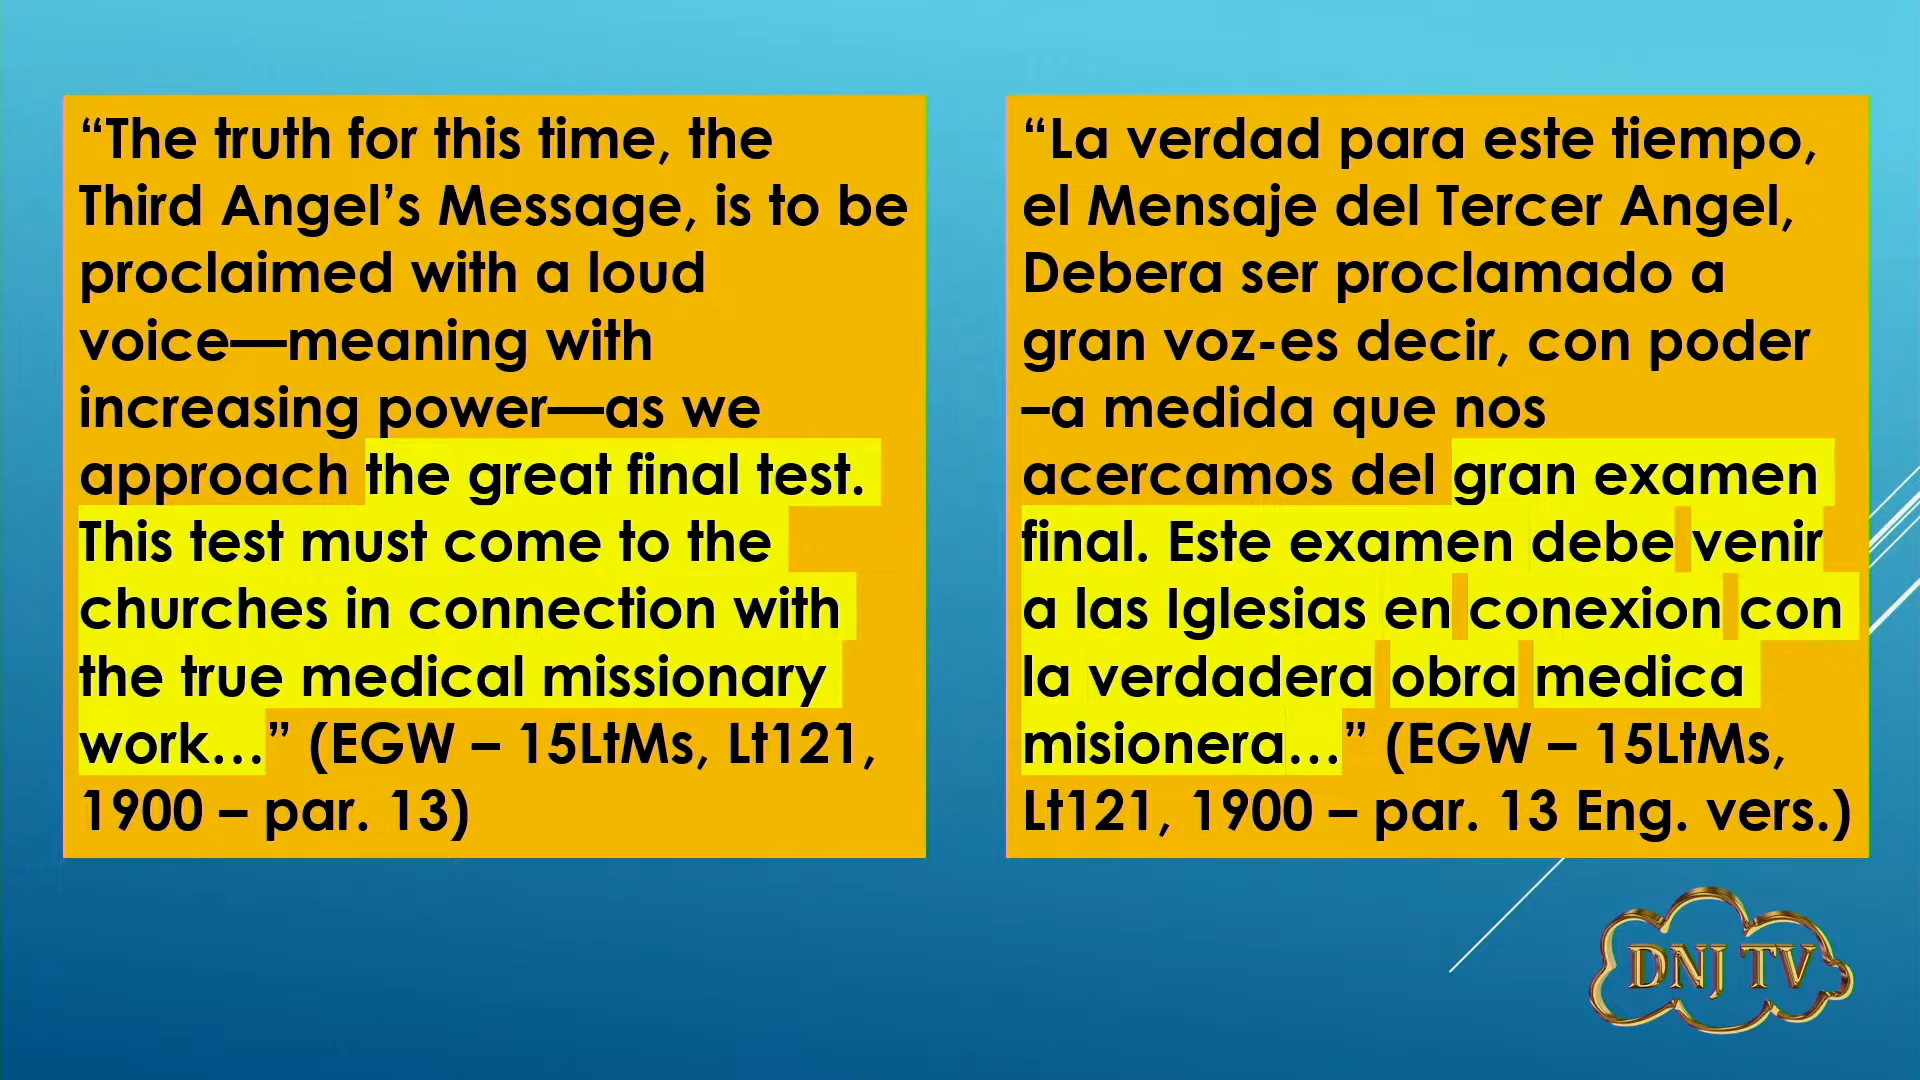 “The truth for this time, the
Third Angel’s Message, is to be
proclaimed with a loud
voice—meaning with
increasing power—as we
approach the great final test.
This test must come to the
churches in connection with
the true medical missionary
work…” (EGW – 15LtMs, Lt121,
1900 – par. 13)
“La verdad para este tiempo,
el Mensaje del Tercer Angel,
Debera ser proclamado a
gran voz-es decir, con poder
–a medida que nos
acercamos del gran examen
final. Este examen debe venir
a las Iglesias en conexion con
la verdadera obra medica
misionera…” (EGW – 15LtMs,
Lt121, 1900 – par. 13 Eng. vers.)
DNJ TV